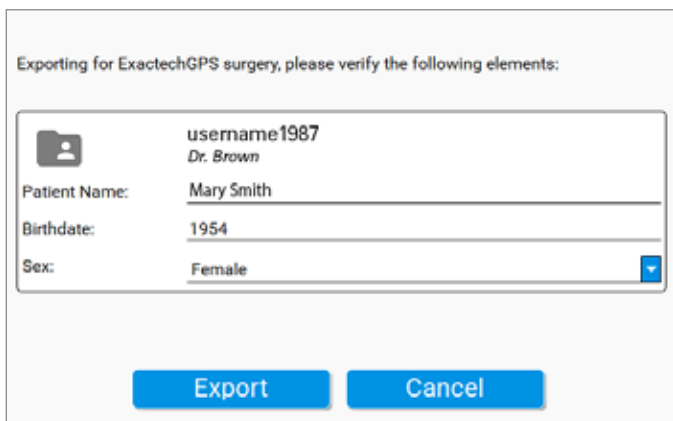 Exporting for ExactechGPS surgery, please verify the following elements:
username1987
Dr. Brown
Patient Name: Mary Smith
Birthdate: 1954
Sex: Female
Export Cancel